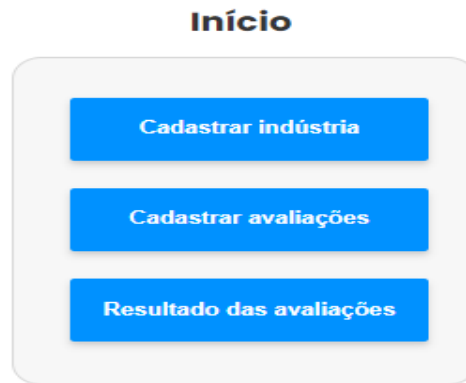 Início
Cadastrar indústria
Cadastrar avaliações
Resultado das avaliações